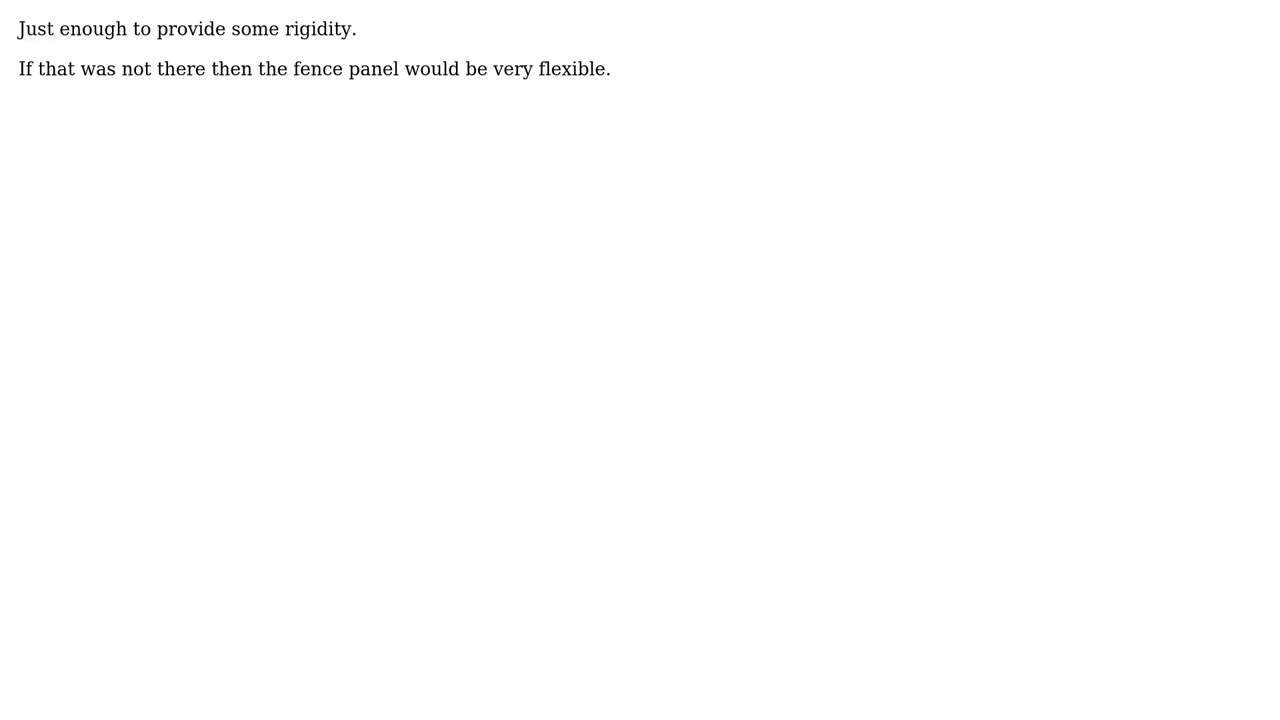 Just enough to provide some rigidity.
If that was not there then the fence panel would be very flexible.